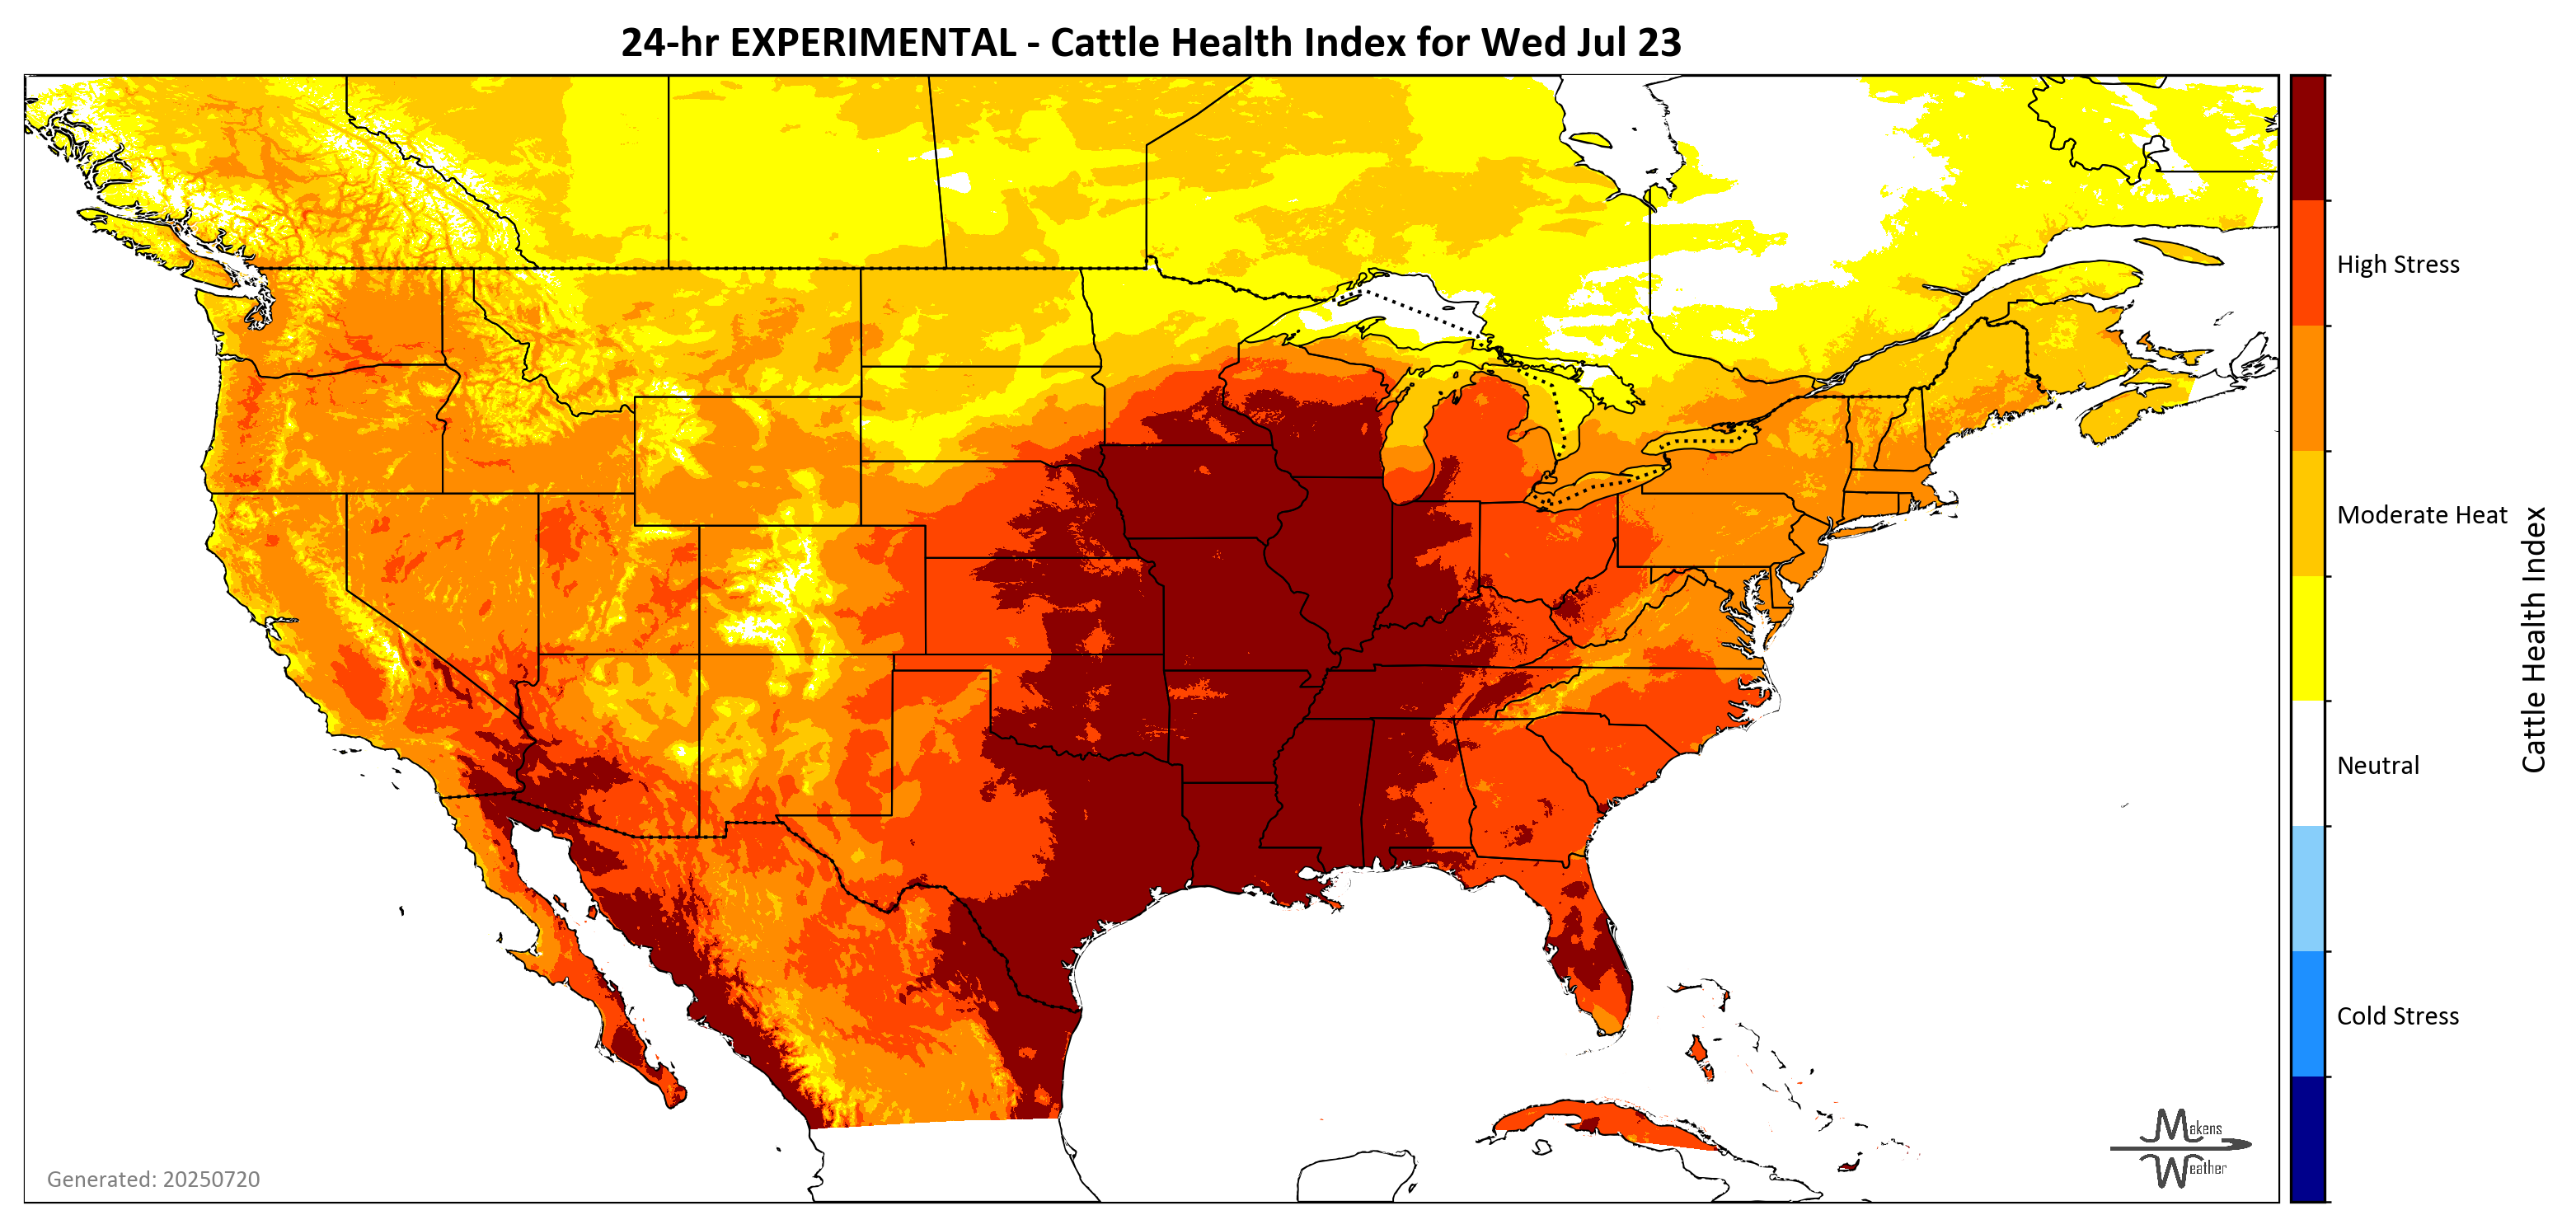 24-hr EXPERIMENTAL - Cattle Health Index for Wed Jul 23
High Stress
Moderate Heat
Neutral
Cold Stress
Cattle Health Index
Makens
Weather
Generated: 20250720